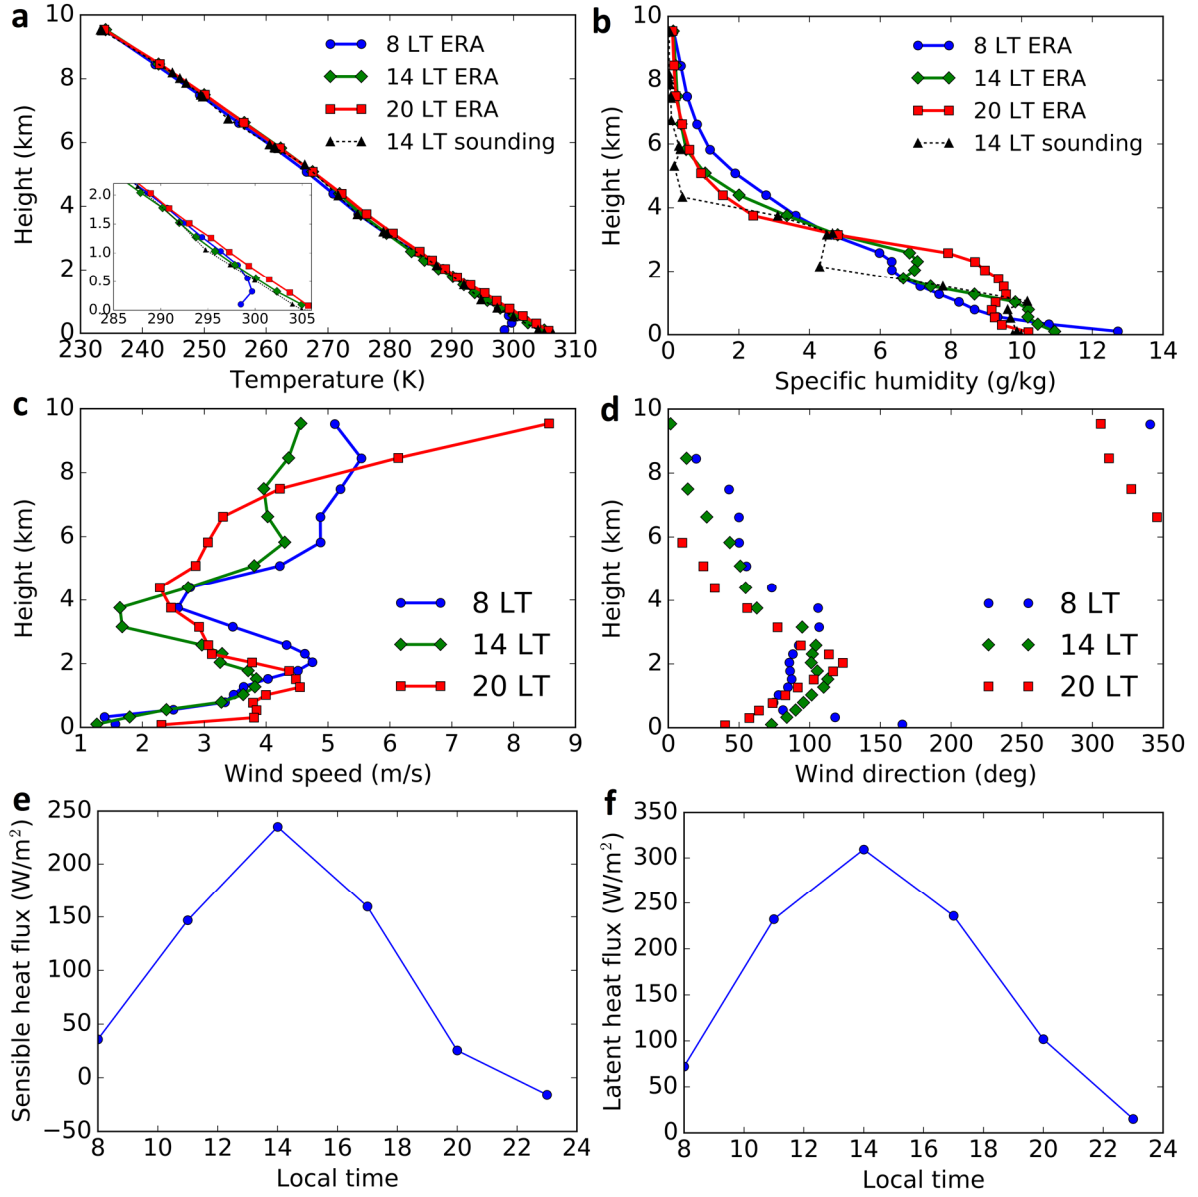 a
10
8
6
4
2
0
230 240 250 260 270 280 290 300 310
Height (km)
Temperature (K)
8 LT ERA
14 LT ERA
20 LT ERA
14 LT sounding
2.0
1.5
1.0
0.5
0.0
285 290 295 300 305
b
10
8
6
4
2
0
0 2 4 6 8 10 12 14
Height (km)
Specific humidity (g/kg)
8 LT ERA
14 LT ERA
20 LT ERA
14 LT sounding
c
10
8
6
4
2
0
1 2 3 4 5 6 7 8 9
Height (km)
Wind speed (m/s)
8 LT
14 LT
20 LT
d
10
8
6
4
2
0
0 50 100 150 200 250 300 350
Height (km)
Wind direction (deg)
8 LT
14 LT
20 LT
e
250
200
150
100
50
0
−50
8 10 12 14 16 18 20 22 24
Sensible heat flux (W/m²)
Local time
f
350
300
250
200
150
100
50
0
8 10 12 14 16 18 20 22 24
Latent heat flux (W/m²)
Local time